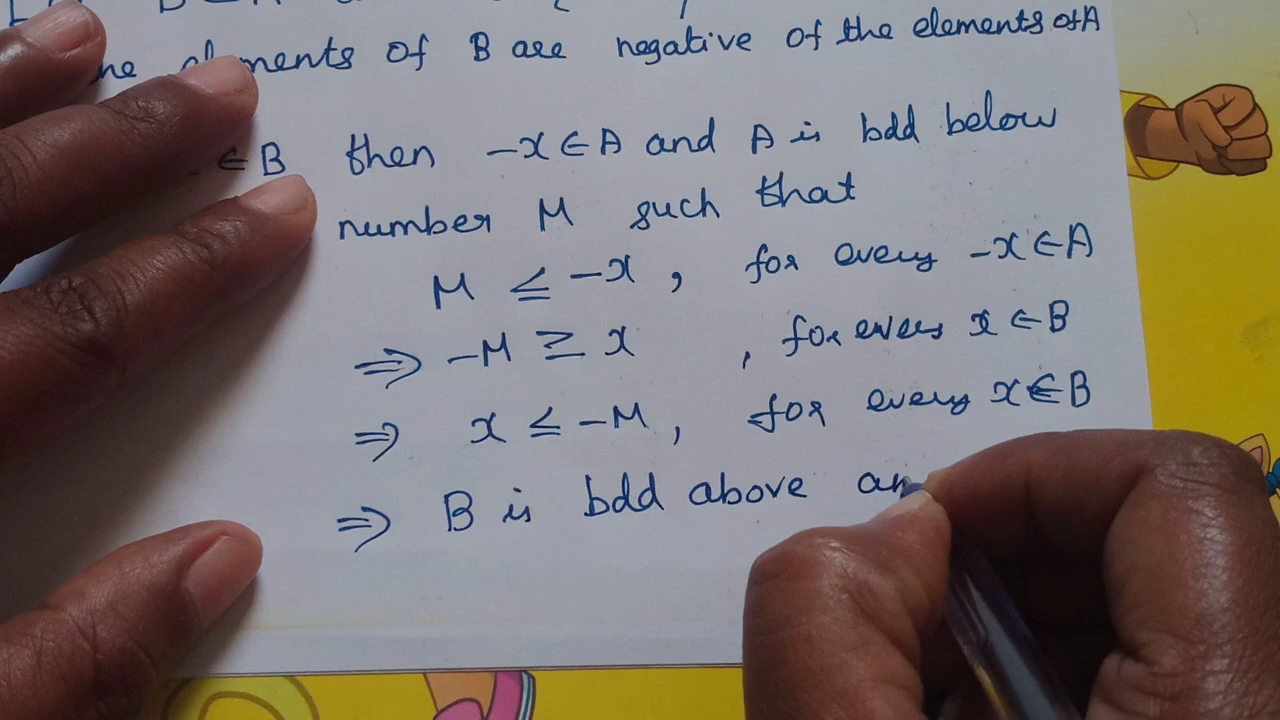 elements of B are negative of the elements of A
∈ B then -x ∈ A and A is bdd below
number M such that
M ≤ -x, for every -x ∈ A
⇒ -M ≥ x, for every x ∈ B
⇒ x ≤ -M, for every x ∈ B
⇒ B is bdd above an